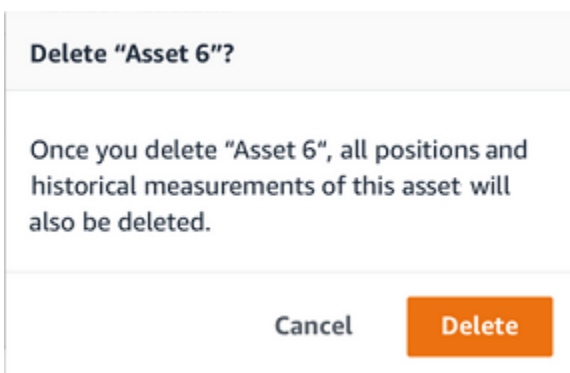 Delete “Asset 6”?
Once you delete “Asset 6”, all positions and
historical measurements of this asset will
also be deleted.
Cancel Delete